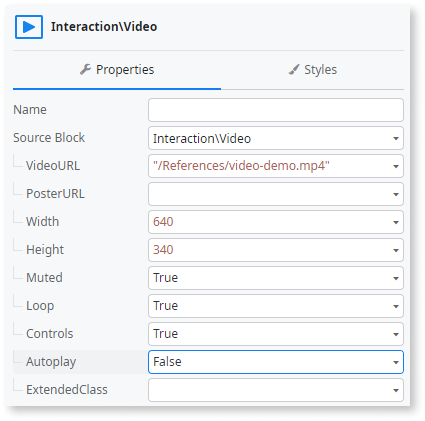 Interaction\Video
Properties Styles
Name
Source Block Interaction\Video
VideoURL "/References/video-demo.mp4"
PosterURL
Width 640
Height 340
Muted True
Loop True
Controls True
Autoplay False
ExtendedClass